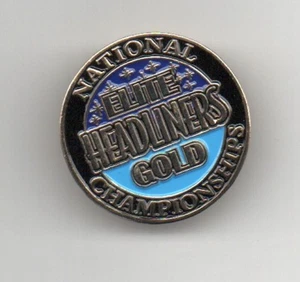 NATIONAL
ELITE
HEADLINERS
GOLD
CHAMPIONSHIPS